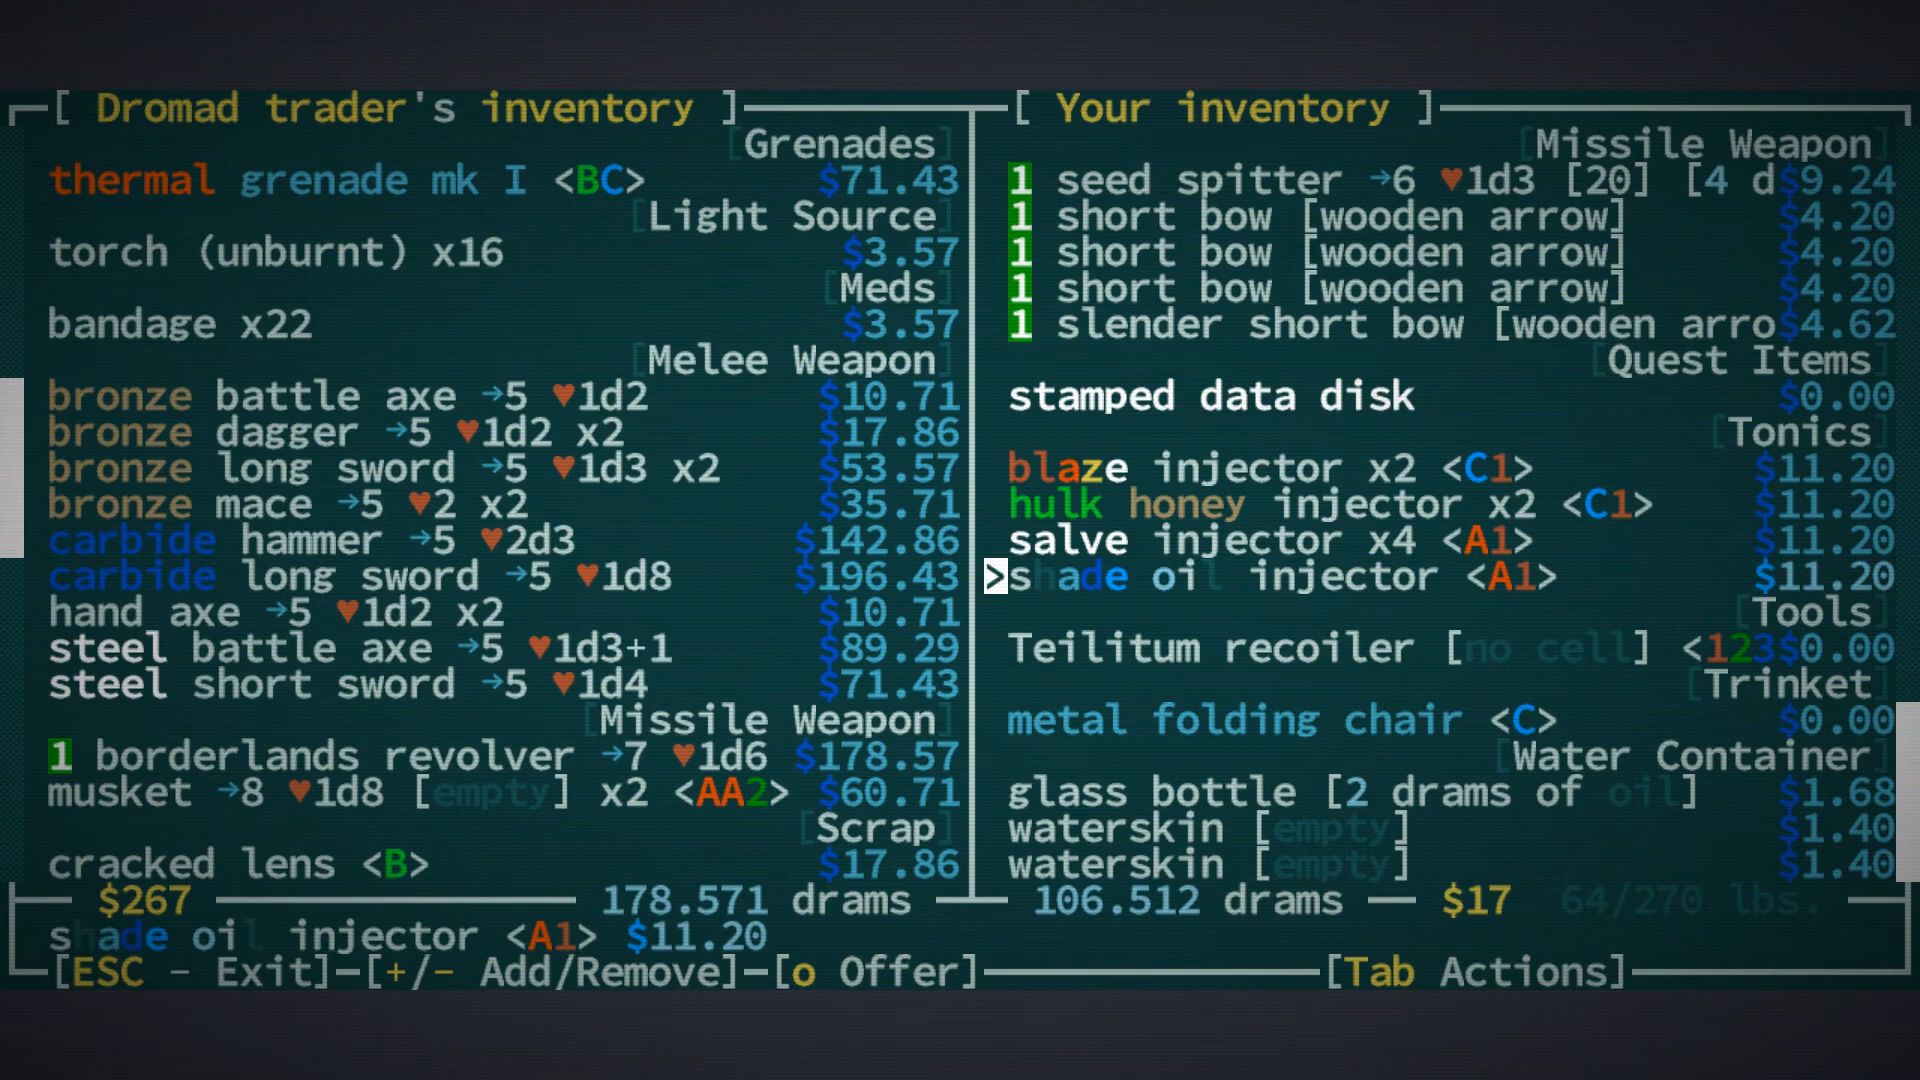 [ Dromad trader's inventory ]
[Grenades]
thermal grenade mk I <BC> $71.43
[Light Source]
torch (unburnt) x16 $3.57
[Meds]
bandage x22 $3.57
[Melee Weapon]
bronze battle axe →5 ♥1d2 $10.71
bronze dagger →5 ♥1d2 x2 $17.86
bronze long sword →5 ♥1d3 x2 $53.57
bronze mace →5 ♥2 x2 $35.71
carbide hammer →5 ♥2d3 $142.86
carbide long sword →5 ♥1d8 $196.43
hand axe →5 ♥1d2 x2 $10.71
steel battle axe →5 ♥1d3+1 $89.29
steel short sword →5 ♥1d4 $71.43
[Missile Weapon]
1 borderlands revolver →7 ♥1d6 $178.57
musket →8 ♥1d8 [empty] x2 <AA2> $60.71
[Scrap]
cracked lens <B> $17.86
$267 178.571 drams
[ Your inventory ]
[Missile Weapon]
1 seed spitter →6 ♥1d3 [20] [4 d$9.24
1 short bow [wooden arrow] $4.20
1 short bow [wooden arrow] $4.20
1 short bow [wooden arrow] $4.20
1 slender short bow [wooden arro$4.62
[Quest Items]
stamped data disk $0.00
[Tonics]
blaze injector x2 <C1> $11.20
hulk honey injector x2 <C1> $11.20
salve injector x4 <A1> $11.20
>shade oil injector <A1> $11.20
[Tools]
Teilitum recoiler [no cell] <123$0.00
[Trinket]
metal folding chair <C> $0.00
[Water Container]
glass bottle [2 drams of oil] $1.68
waterskin [empty] $1.40
waterskin [empty] $1.40
106.512 drams — $17 64/270 lbs.
shade oil injector <A1> $11.20
[ESC - Exit]—[+/- Add/Remove]—[o Offer] [Tab Actions]